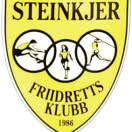 STEINKJER
FRIIDRETTS
KLUBB
1986